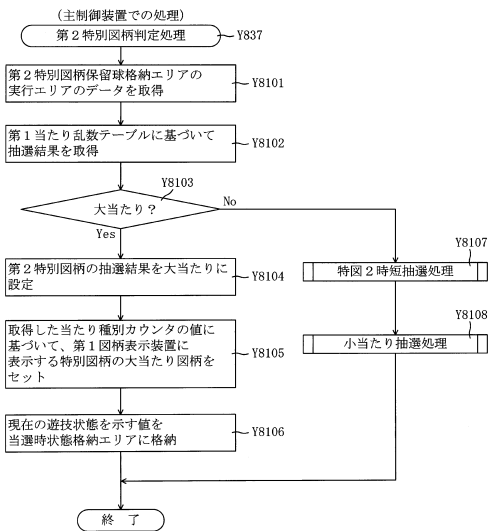 (主制御装置での処理)
第2特別図柄判定処理
Y837
第2特別図柄保留球格納エリアの
実行エリアのデータを取得
Y8101
第1当たり乱数テーブルに基づいて
抽選結果を取得
Y8102
Y8103
大当たり?
No
Yes
第2特別図柄の抽選結果を大当たりに
設定
Y8104
取得した当たり種別カウンタの値に
基づいて、第1図柄表示装置に
表示する特別図柄の大当たり図柄を
セット
Y8105
現在の遊技状態を示す値を
当選時状態格納エリアに格納
Y8106
Y8107
特図2時短抽選処理
Y8108
小当たり抽選処理
終 了